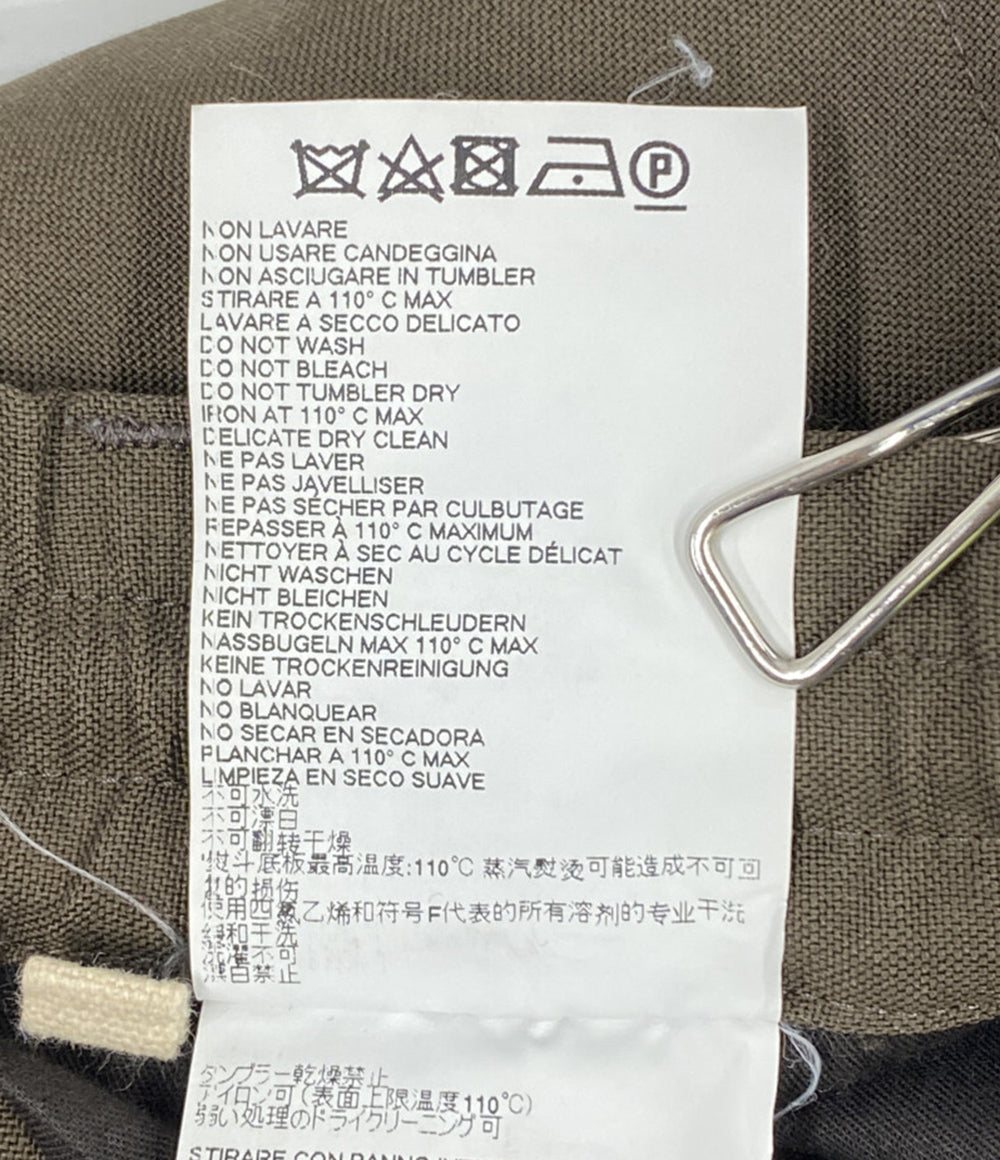 P
NON LAVARE
NON USARE CANDEGGINA
NON ASCIUGARE IN TUMBLER
STIRARE A 110° C MAX
LAVARE A SECCO DELICATO
DO NOT WASH
DO NOT BLEACH
DO NOT TUMBLER DRY
IRON AT 110° C MAX
DELICATE DRY CLEAN
NE PAS LAVER
NE PAS JAVELLISER
NE PAS SÉCHER PAR CULBUTAGE
REPASSER À 110° C MAXIMUM
NETTOYER À SEC AU CYCLE DÉLICAT
NICHT WASCHEN
NICHT BLEICHEN
KEIN TROCKENSCHLEUDERN
NASSBUGELN MAX 110° C MAX
KEINE TROCKENREINIGUNG
NO LAVAR
NO BLANQUEAR
NO SECAR EN SECADORA
PLANCHAR A 110° C MAX
LIMPIEZA EN SECO SUAVE
不可水洗
不可漂白
不可翻转干燥
熨斗底板最高温度:110°C 蒸汽熨烫可能造成不可回
的损伤
使用四氯乙烯和符号F代表的所有溶剂的专业干洗
缓和干洗
洗濯不可
漂白禁止
タンブラー乾燥禁止
アイロン可(表面上限温度110°C)
弱い処理のドライクリーニング可
STIRARE CON PANNO